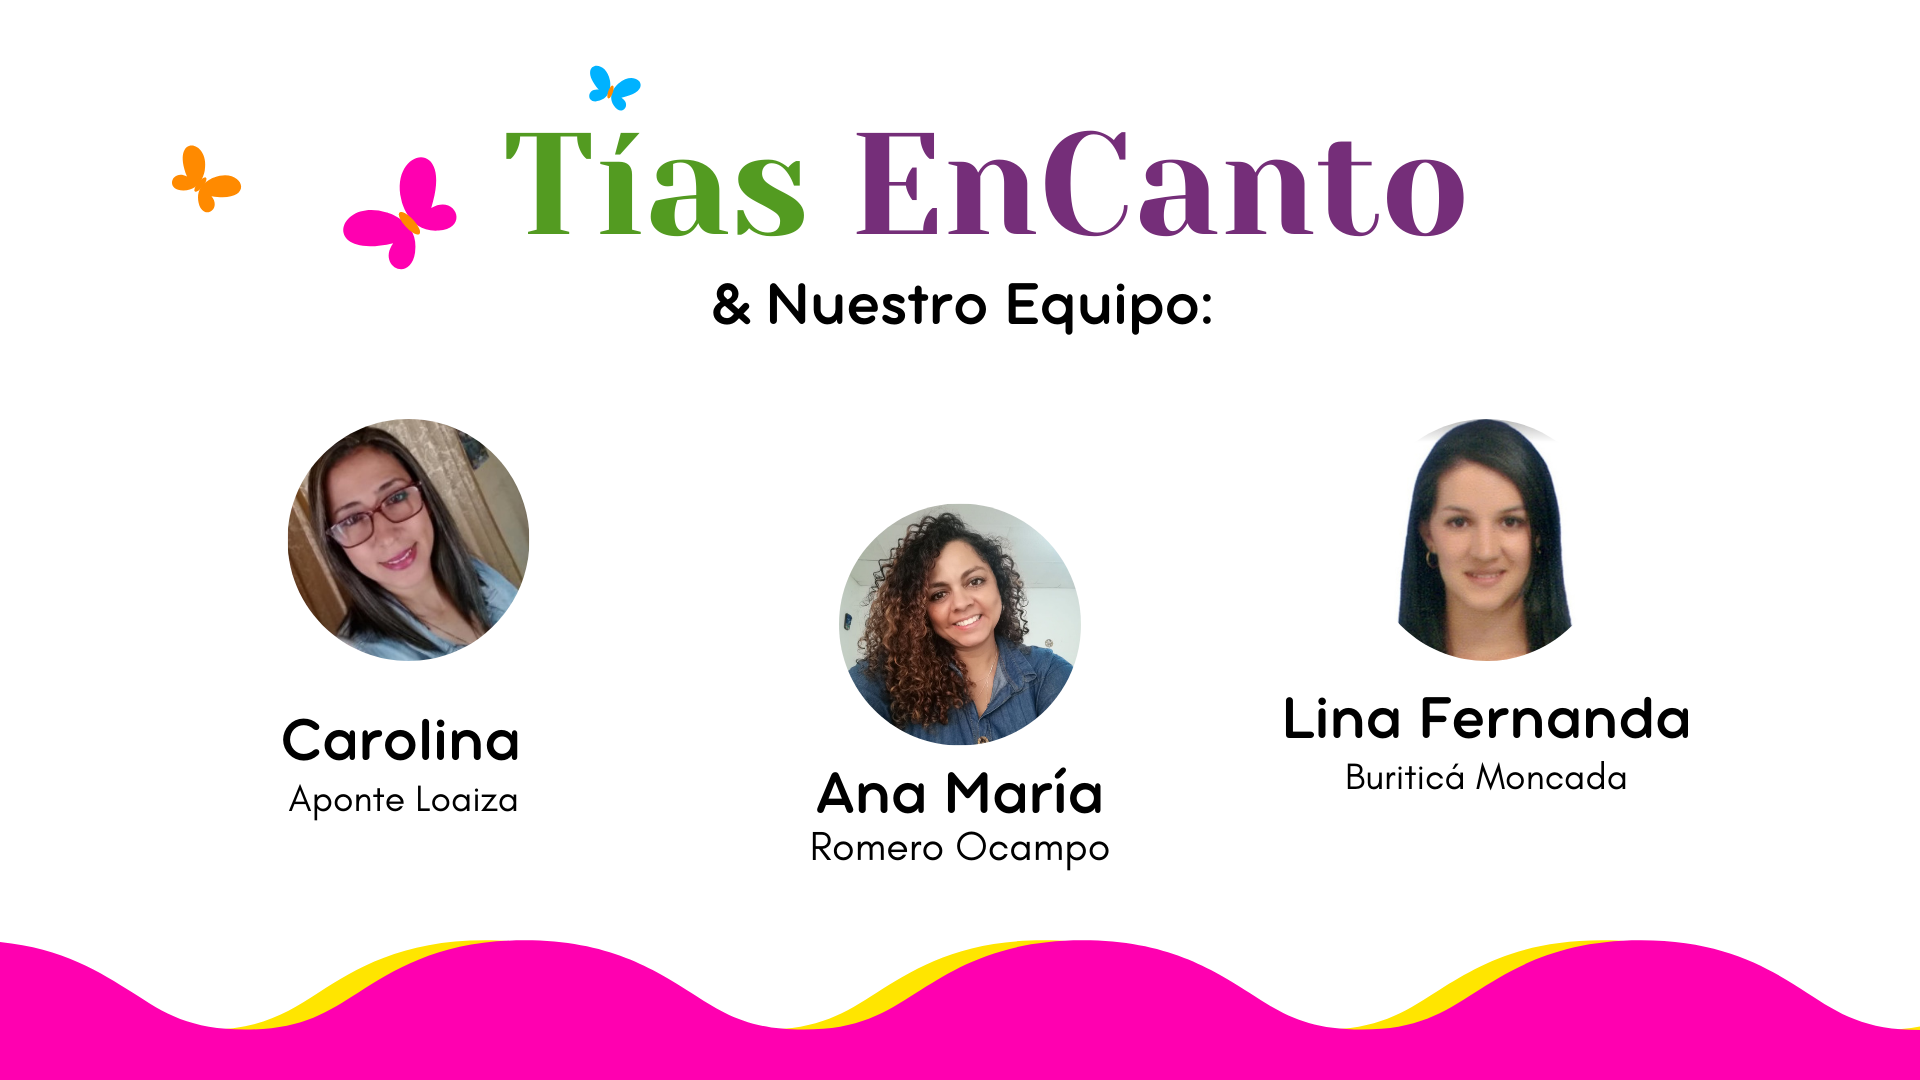 Tías EnCanto
& Nuestro Equipo:
Carolina
Aponte Loaiza
Ana María
Romero Ocampo
Lina Fernanda
Buriticá Moncada